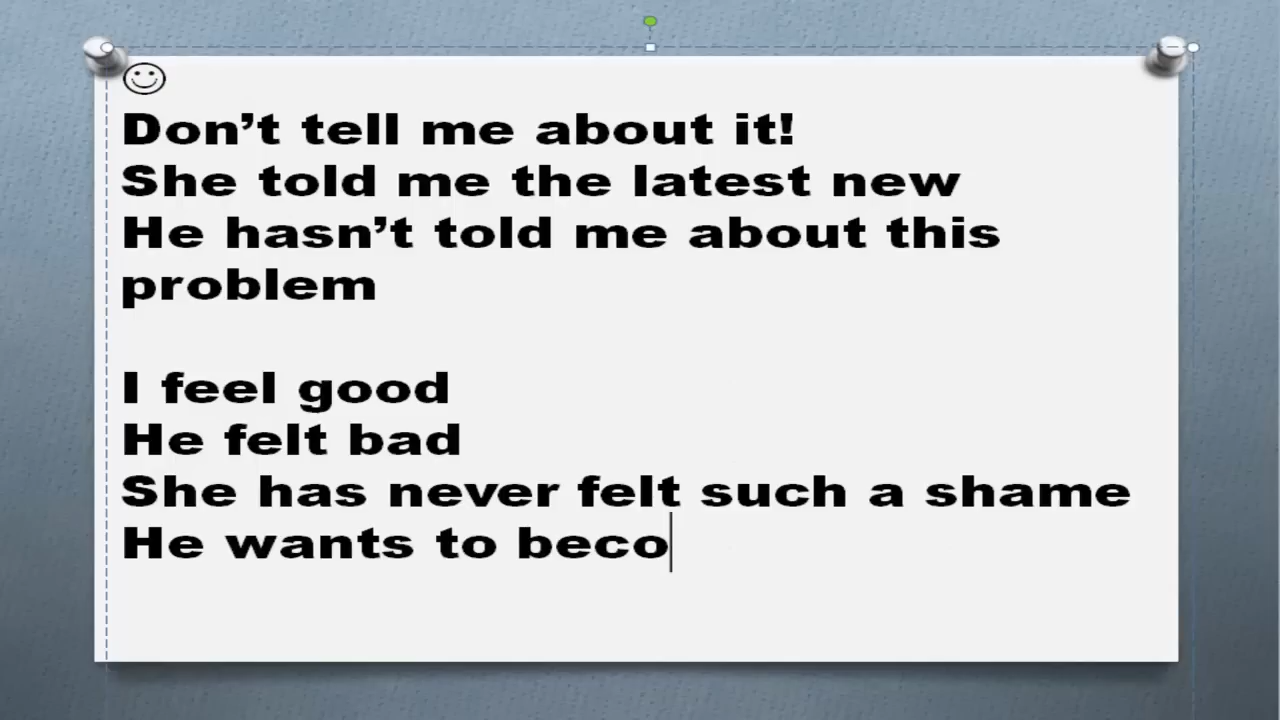 Don’t tell me about it!
She told me the latest new
He hasn’t told me about this
problem
I feel good
He felt bad
She has never felt such a shame
He wants to beco